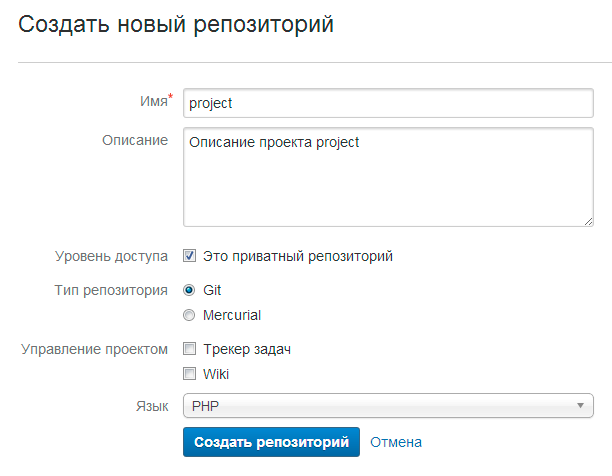 Создать новый репозиторий
Имя* project
Описание Описание проекта project
Уровень доступа Это приватный репозиторий
Тип репозитория Git
Mercurial
Управление проектом Трекер задач
Wiki
Язык PHP
Создать репозиторий Отмена